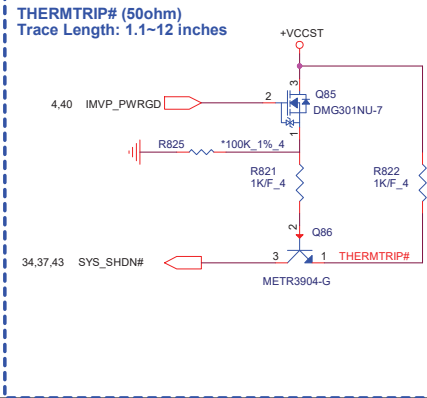 THERMTRIP# (50ohm)
Trace Length: 1.1~12 inches
+VCCST
3
Q85
4,40 IMVP_PWRGD
2
DMG301NU-7
1
R825
*100K_1%_4
R821
1K/F_4
R822
1K/F_4
2
Q86
34,37,43 SYS_SHDN#
3
1
THERMTRIP#
METR3904-G